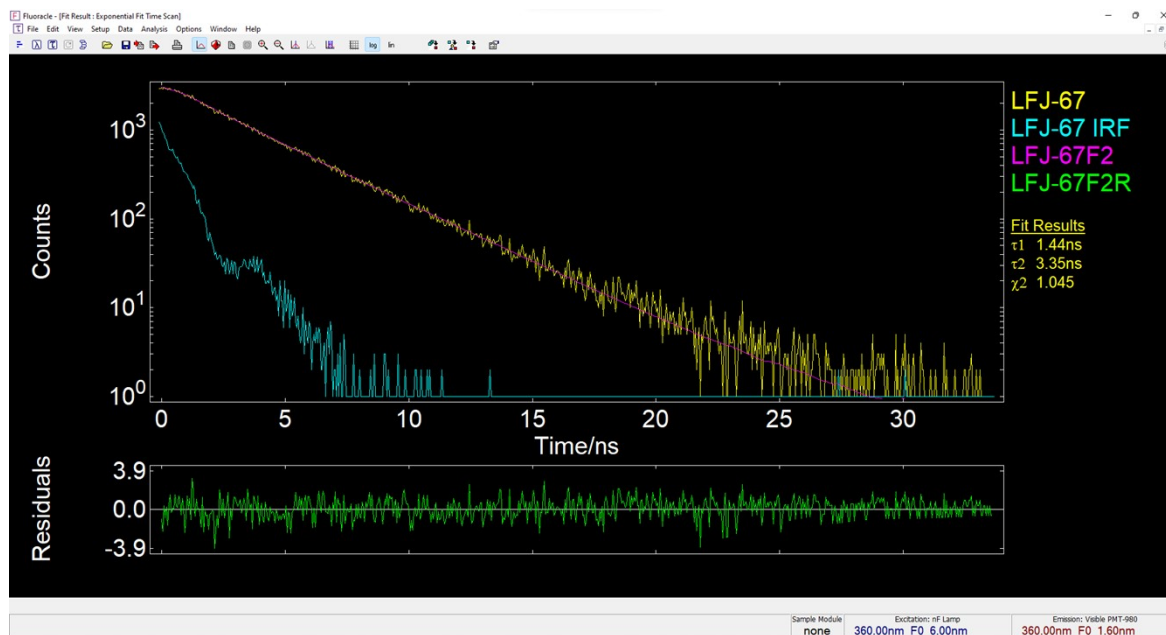 Fluoracle - [Fit Result : Exponential Fit Time Scan]
File Edit View Setup Data Analysis Options Window Help
log lin
LFJ-67
LFJ-67 IRF
LFJ-67F2
LFJ-67F2R
Fit Results
τ1 1.44ns
τ2 3.35ns
χ2 1.045
Counts
10³
10²
10¹
10⁰
0 5 10 15 20 25 30
Time/ns
Residuals
3.9
0.0
-3.9
Sample Module
none
Excitation: nF Lamp
360.00nm F0 6.00nm
Emission: Visible PMT-980
360.00nm F0 1.60nm